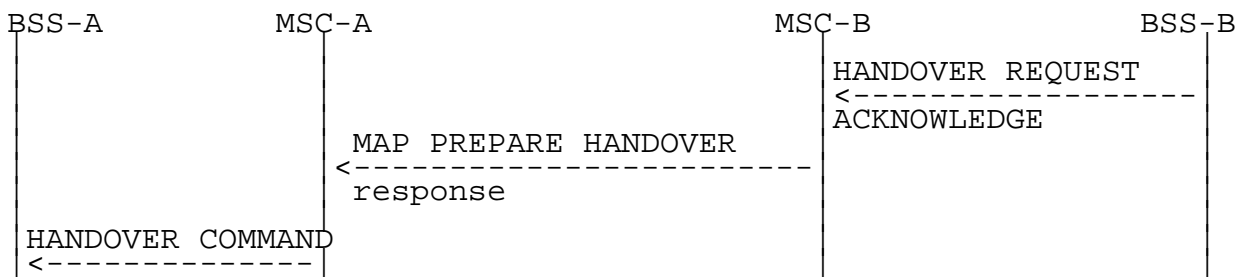 BSS-A MSC-A MSC-B BSS-B
HANDOVER REQUEST
<------------------
ACKNOWLEDGE
MAP PREPARE HANDOVER
<------------------------
response
HANDOVER COMMAND
<--------------